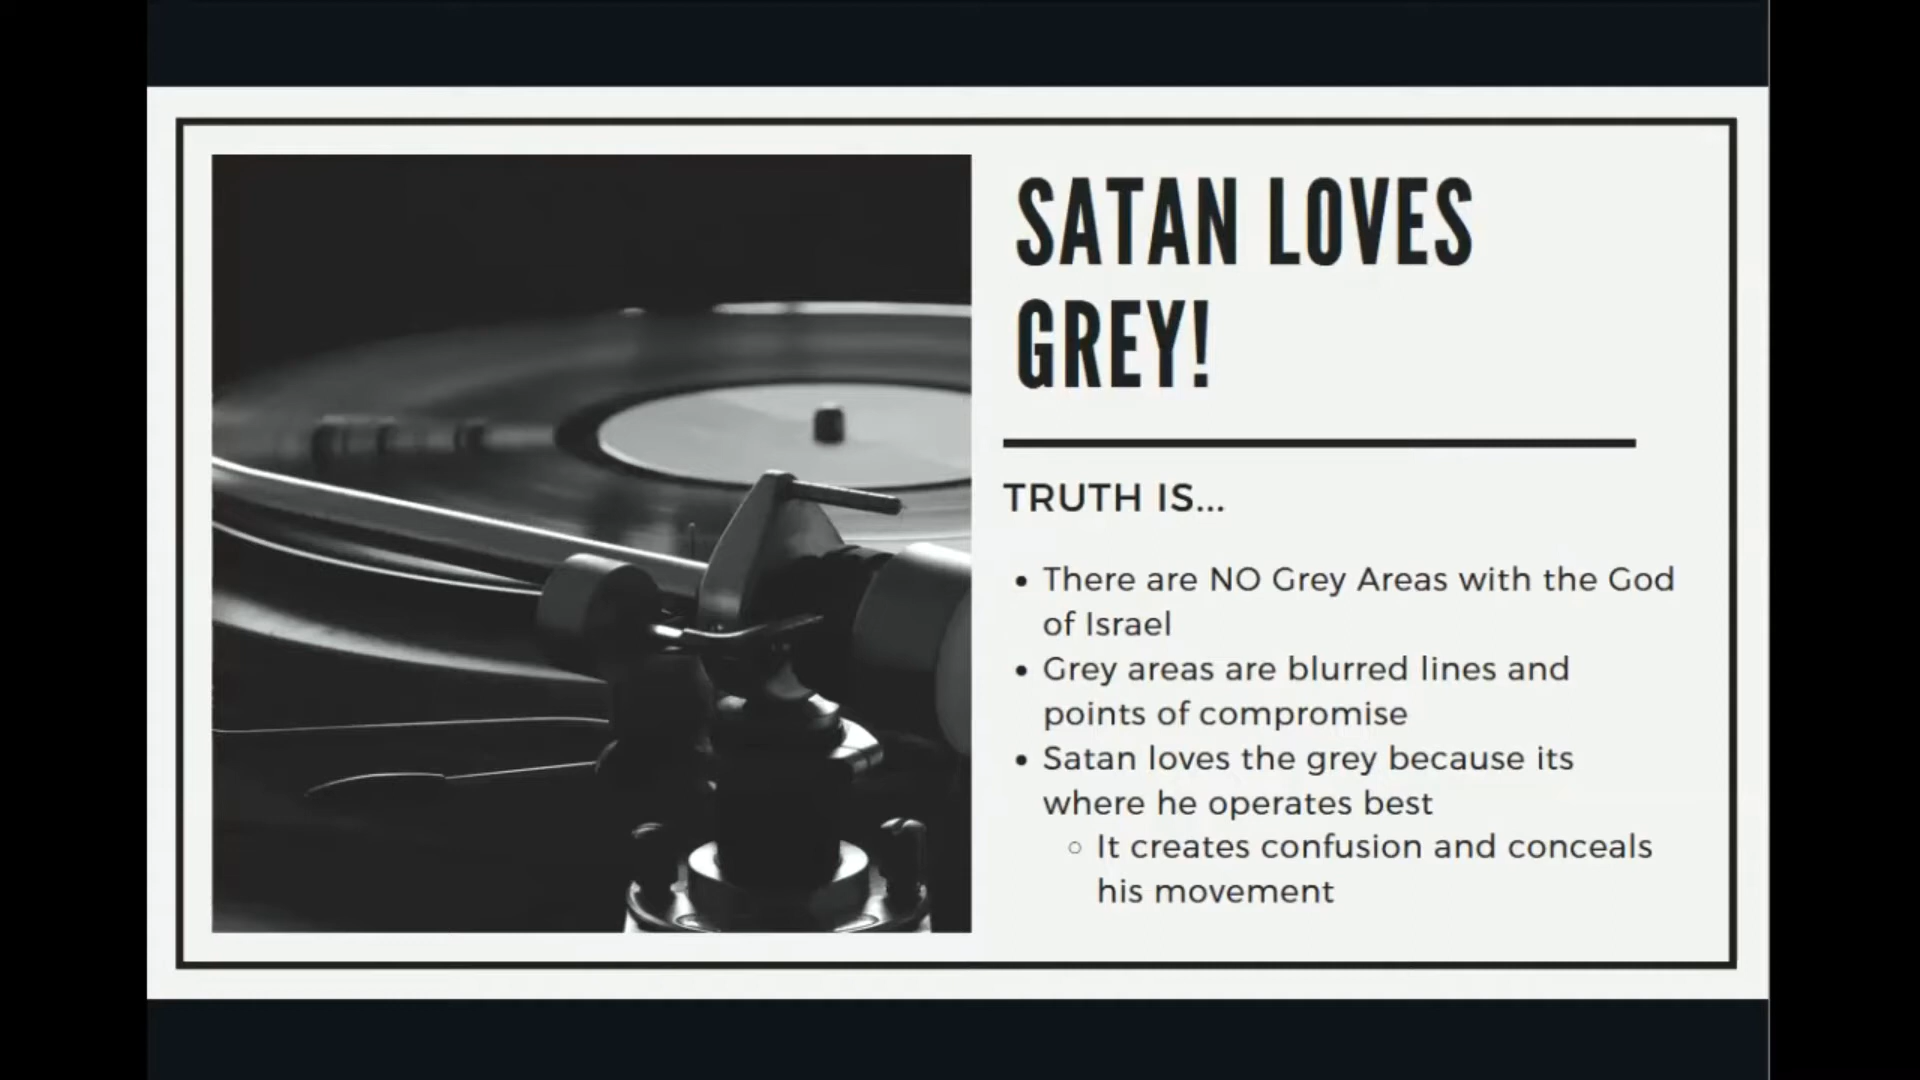 SATAN LOVES
GREY!
TRUTH IS...
• There are NO Grey Areas with the God
of Israel
• Grey areas are blurred lines and
points of compromise
• Satan loves the grey because its
where he operates best
○ It creates confusion and conceals
his movement